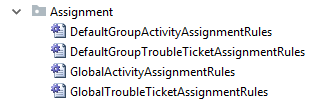 Assignment
DefaultGroupActivityAssignmentRules
DefaultGroupTroubleTicketAssignmentRules
GlobalActivityAssignmentRules
GlobalTroubleTicketAssignmentRules